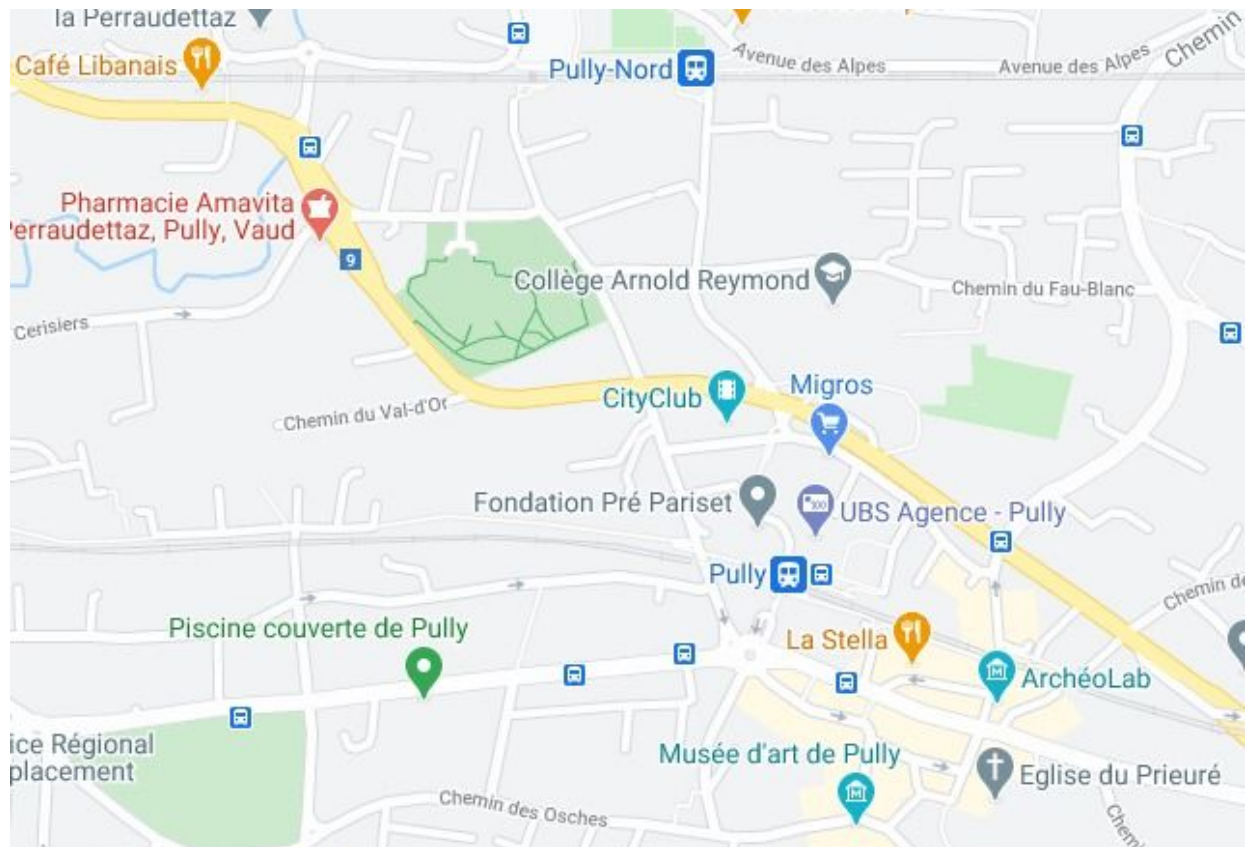 la Perraudettaz
Café Libanais
Pully-Nord
Avenue des Alpes
Avenue des Alpes
Chemin
Pharmacie Amavita
Perraudettaz, Pully, Vaud
9
Collège Arnold Reymond
Chemin du Fau-Blanc
Cerisiers
CityClub
Migros
Chemin du Val-d'Or
Fondation Pré Pariset
UBS Agence - Pully
Pully
Chemin de
Piscine couverte de Pully
La Stella
ArchéoLab
ice Régional
placement
Musée d'art de Pully
Eglise du Prieuré
Chemin des Osches
Chemi